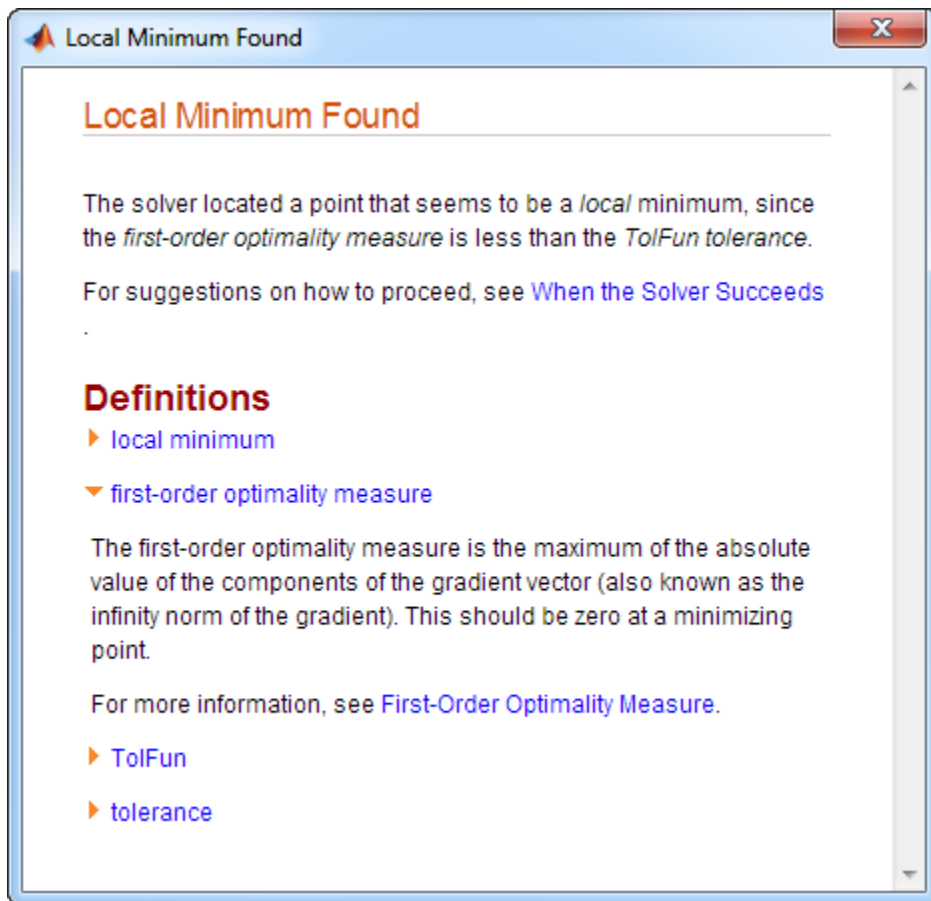 Local Minimum Found
Local Minimum Found
The solver located a point that seems to be a local minimum, since
the first-order optimality measure is less than the TolFun tolerance.
For suggestions on how to proceed, see When the Solver Succeeds
.
Definitions
local minimum
first-order optimality measure
The first-order optimality measure is the maximum of the absolute
value of the components of the gradient vector (also known as the
infinity norm of the gradient). This should be zero at a minimizing
point.
For more information, see First-Order Optimality Measure.
TolFun
tolerance